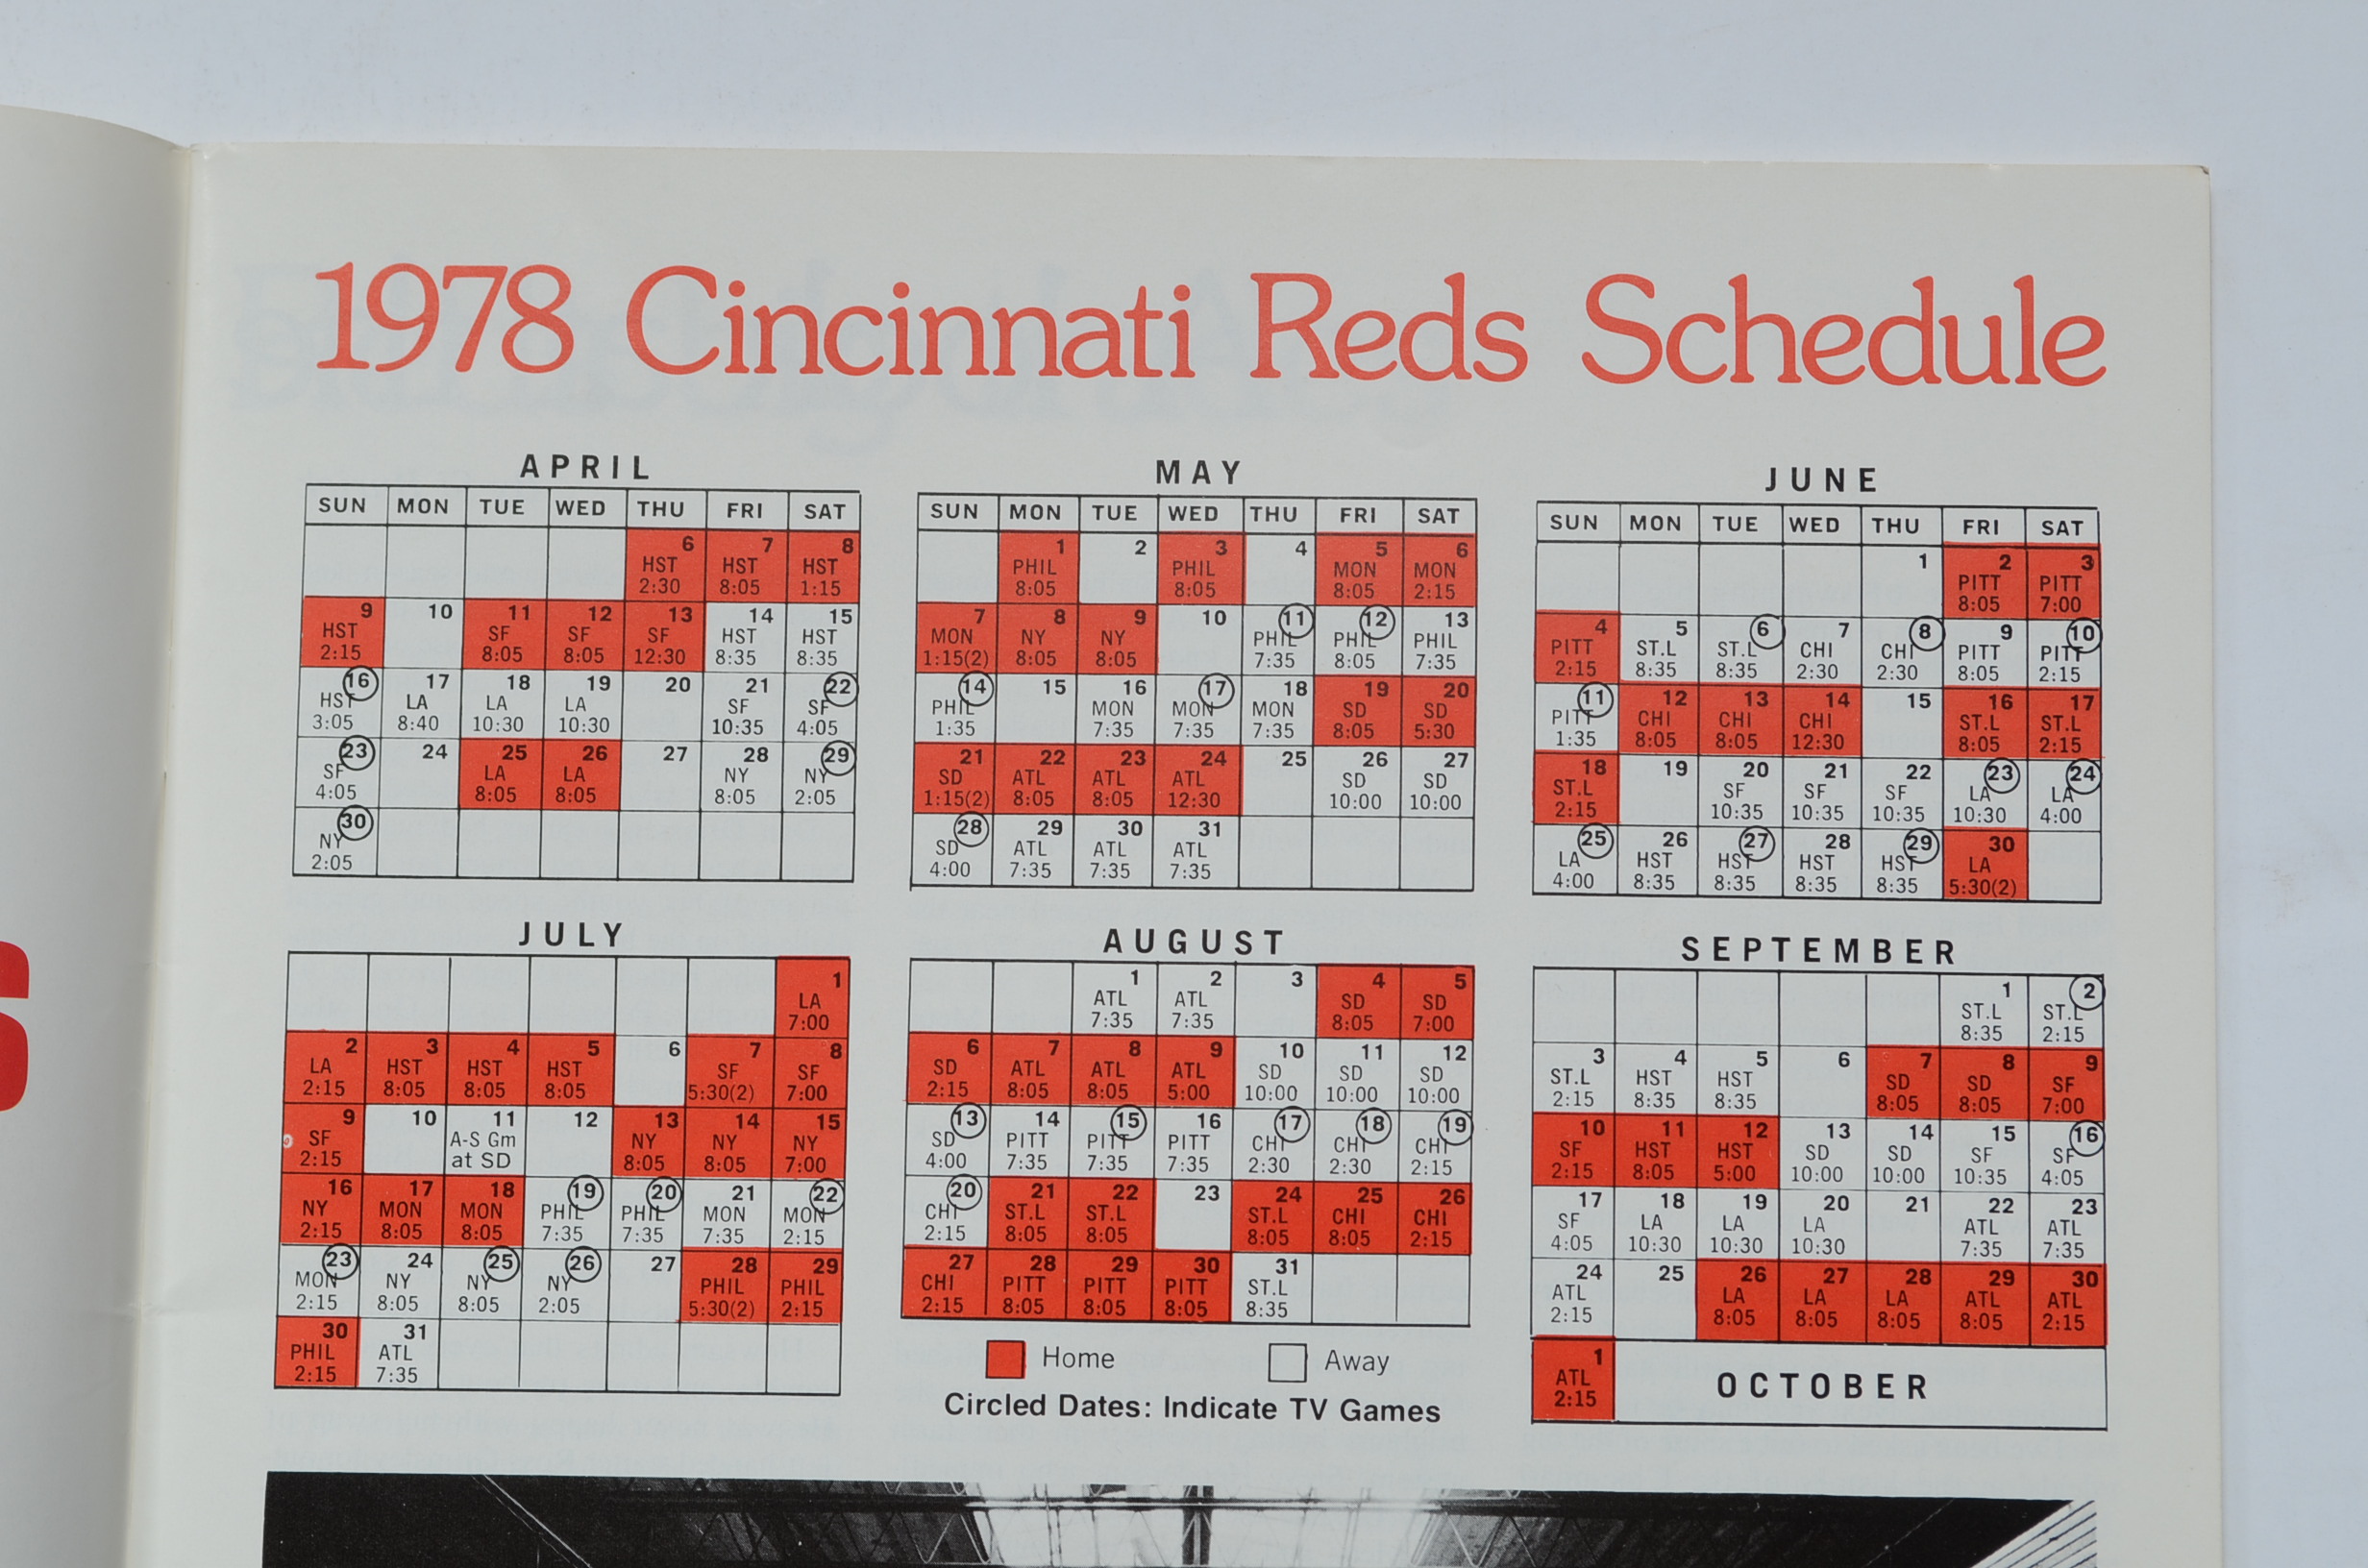 1978 Cincinnati Reds Schedule
APRIL
SUN MON TUE WED THU FRI SAT
6 7 8
HST HST HST
2:30 8:05 1:15
9 10 11 12 13 14 15
HST SF SF SF HST HST
2:15 8:05 8:05 12:30 8:35 8:35
16 17 18 19 20 21 22
HST LA LA LA SF SF
3:05 8:40 10:30 10:30 10:35 4:05
23 24 25 26 27 28 29
SF LA LA NY NY
4:05 8:05 8:05 8:05 2:05
30
NY
2:05
MAY
SUN MON TUE WED THU FRI SAT
1 2 3 4 5 6
PHIL PHIL MON MON
8:05 8:05 8:05 2:15
7 8 9 10 11 12 13
MON NY NY PHIL PHIL PHIL
1:15(2) 8:05 8:05 7:35 8:05 7:35
14 15 16 17 18 19 20
PHIL MON MON MON SD SD
1:35 7:35 7:35 7:35 8:05 5:30
21 22 23 24 25 26 27
SD ATL ATL ATL SD SD
1:15(2) 8:05 8:05 12:30 10:00 10:00
28 29 30 31
SD ATL ATL ATL
4:00 7:35 7:35 7:35
JUNE
SUN MON TUE WED THU FRI SAT
1 2 3
PITT PITT
8:05 7:00
4 5 6 7 8 9 10
PITT ST.L ST.L CHI CHI PITT PITT
2:15 8:35 8:35 2:30 2:30 8:05 2:15
11 12 13 14 15 16 17
PITT CHI CHI CHI ST.L ST.L
1:35 8:05 8:05 12:30 8:05 2:15
18 19 20 21 22 23 24
ST.L SF SF SF LA LA
2:15 10:35 10:35 10:35 10:30 4:00
25 26 27 28 29 30
LA HST HST HST HST LA
4:00 8:35 8:35 8:35 8:35 5:30(2)
JULY
1
LA
7:00
2 3 4 5 6 7 8
LA HST HST HST SF SF
2:15 8:05 8:05 8:05 5:30(2) 7:00
9 10 11 12 13 14 15
SF A-S Gm NY NY NY
2:15 at SD 8:05 8:05 7:00
16 17 18 19 20 21 22
NY MON MON PHIL PHIL MON MON
2:15 8:05 8:05 7:35 7:35 7:35 2:15
23 24 25 26 27 28 29
MON NY NY NY PHIL PHIL
2:15 8:05 8:05 2:05 5:30(2) 2:15
30 31
PHIL ATL
2:15 7:35
AUGUST
1 2 3 4 5
ATL ATL SD SD
7:35 7:35 8:05 7:00
6 7 8 9 10 11 12
SD ATL ATL ATL SD SD SD
2:15 8:05 8:05 5:00 10:00 10:00 10:00
13 14 15 16 17 18 19
SD PITT PITT PITT CHI CHI CHI
4:00 7:35 7:35 7:35 2:30 2:30 2:15
20 21 22 23 24 25 26
CHI ST.L ST.L ST.L CHI CHI
2:15 8:05 8:05 8:05 8:05 2:15
27 28 29 30 31
CHI PITT PITT PITT ST.L
2:15 8:05 8:05 8:05 8:35
Home Away
Circled Dates: Indicate TV Games
SEPTEMBER
1 2
ST.L ST.L
8:35 2:15
3 4 5 6 7 8 9
ST.L HST HST SD SD SF
2:15 8:35 8:35 8:05 8:05 7:00
10 11 12 13 14 15 16
SF HST HST SD SD SF SF
2:15 8:05 5:00 10:00 10:00 10:35 4:05
17 18 19 20 21 22 23
SF LA LA LA ATL ATL
4:05 10:30 10:30 10:30 7:35 7:35
24 25 26 27 28 29 30
ATL LA LA LA ATL ATL
2:15 8:05 8:05 8:05 8:05 2:15
1
ATL OCTOBER
2:15